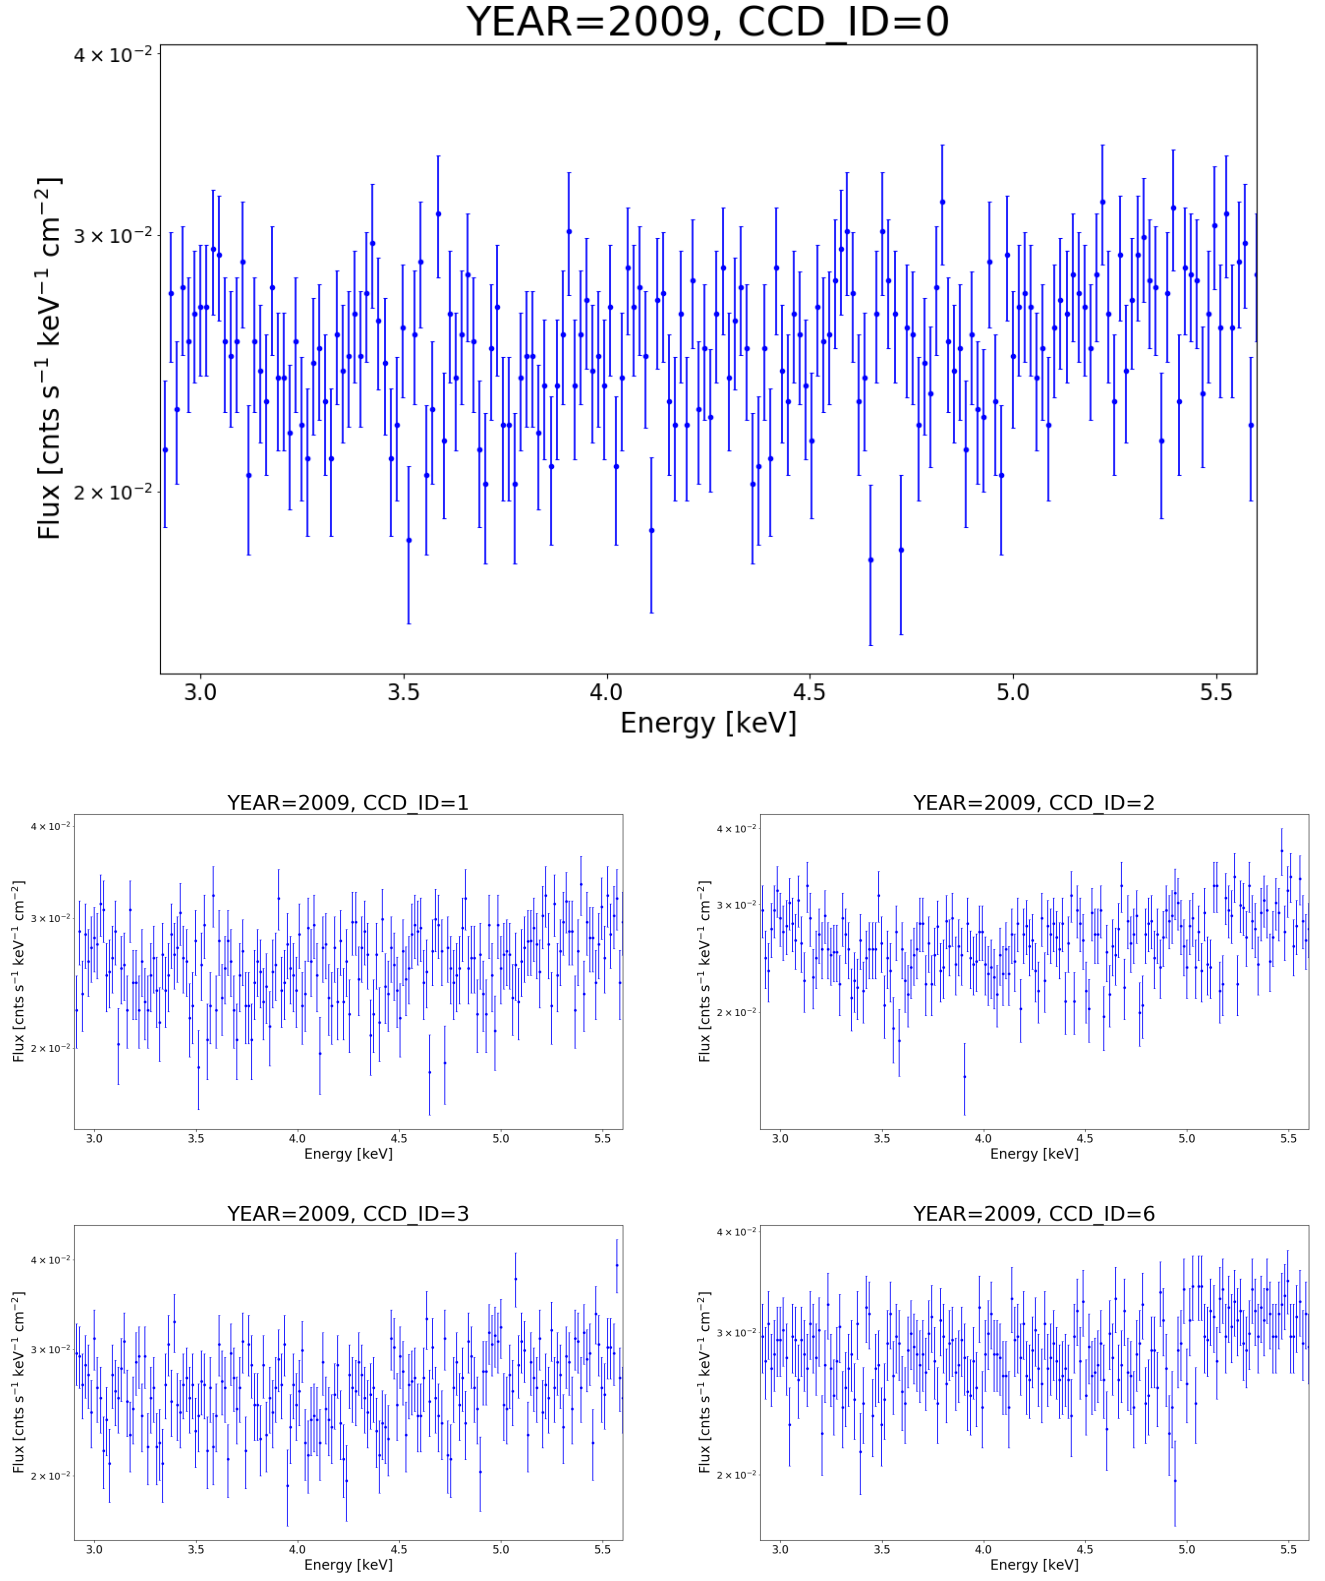 YEAR=2009, CCD_ID=0
4 × 10⁻²
3 × 10⁻²
2 × 10⁻²
Flux [cnts s⁻¹ keV⁻¹ cm⁻²]
3.0 3.5 4.0 4.5 5.0 5.5
Energy [keV]
YEAR=2009, CCD_ID=1
4 × 10⁻²
3 × 10⁻²
2 × 10⁻²
Flux [cnts s⁻¹ keV⁻¹ cm⁻²]
3.0 3.5 4.0 4.5 5.0 5.5
Energy [keV]
YEAR=2009, CCD_ID=2
4 × 10⁻²
3 × 10⁻²
2 × 10⁻²
Flux [cnts s⁻¹ keV⁻¹ cm⁻²]
3.0 3.5 4.0 4.5 5.0 5.5
Energy [keV]
YEAR=2009, CCD_ID=3
4 × 10⁻²
3 × 10⁻²
2 × 10⁻²
Flux [cnts s⁻¹ keV⁻¹ cm⁻²]
3.0 3.5 4.0 4.5 5.0 5.5
Energy [keV]
YEAR=2009, CCD_ID=6
4 × 10⁻²
3 × 10⁻²
2 × 10⁻²
Flux [cnts s⁻¹ keV⁻¹ cm⁻²]
3.0 3.5 4.0 4.5 5.0 5.5
Energy [keV]